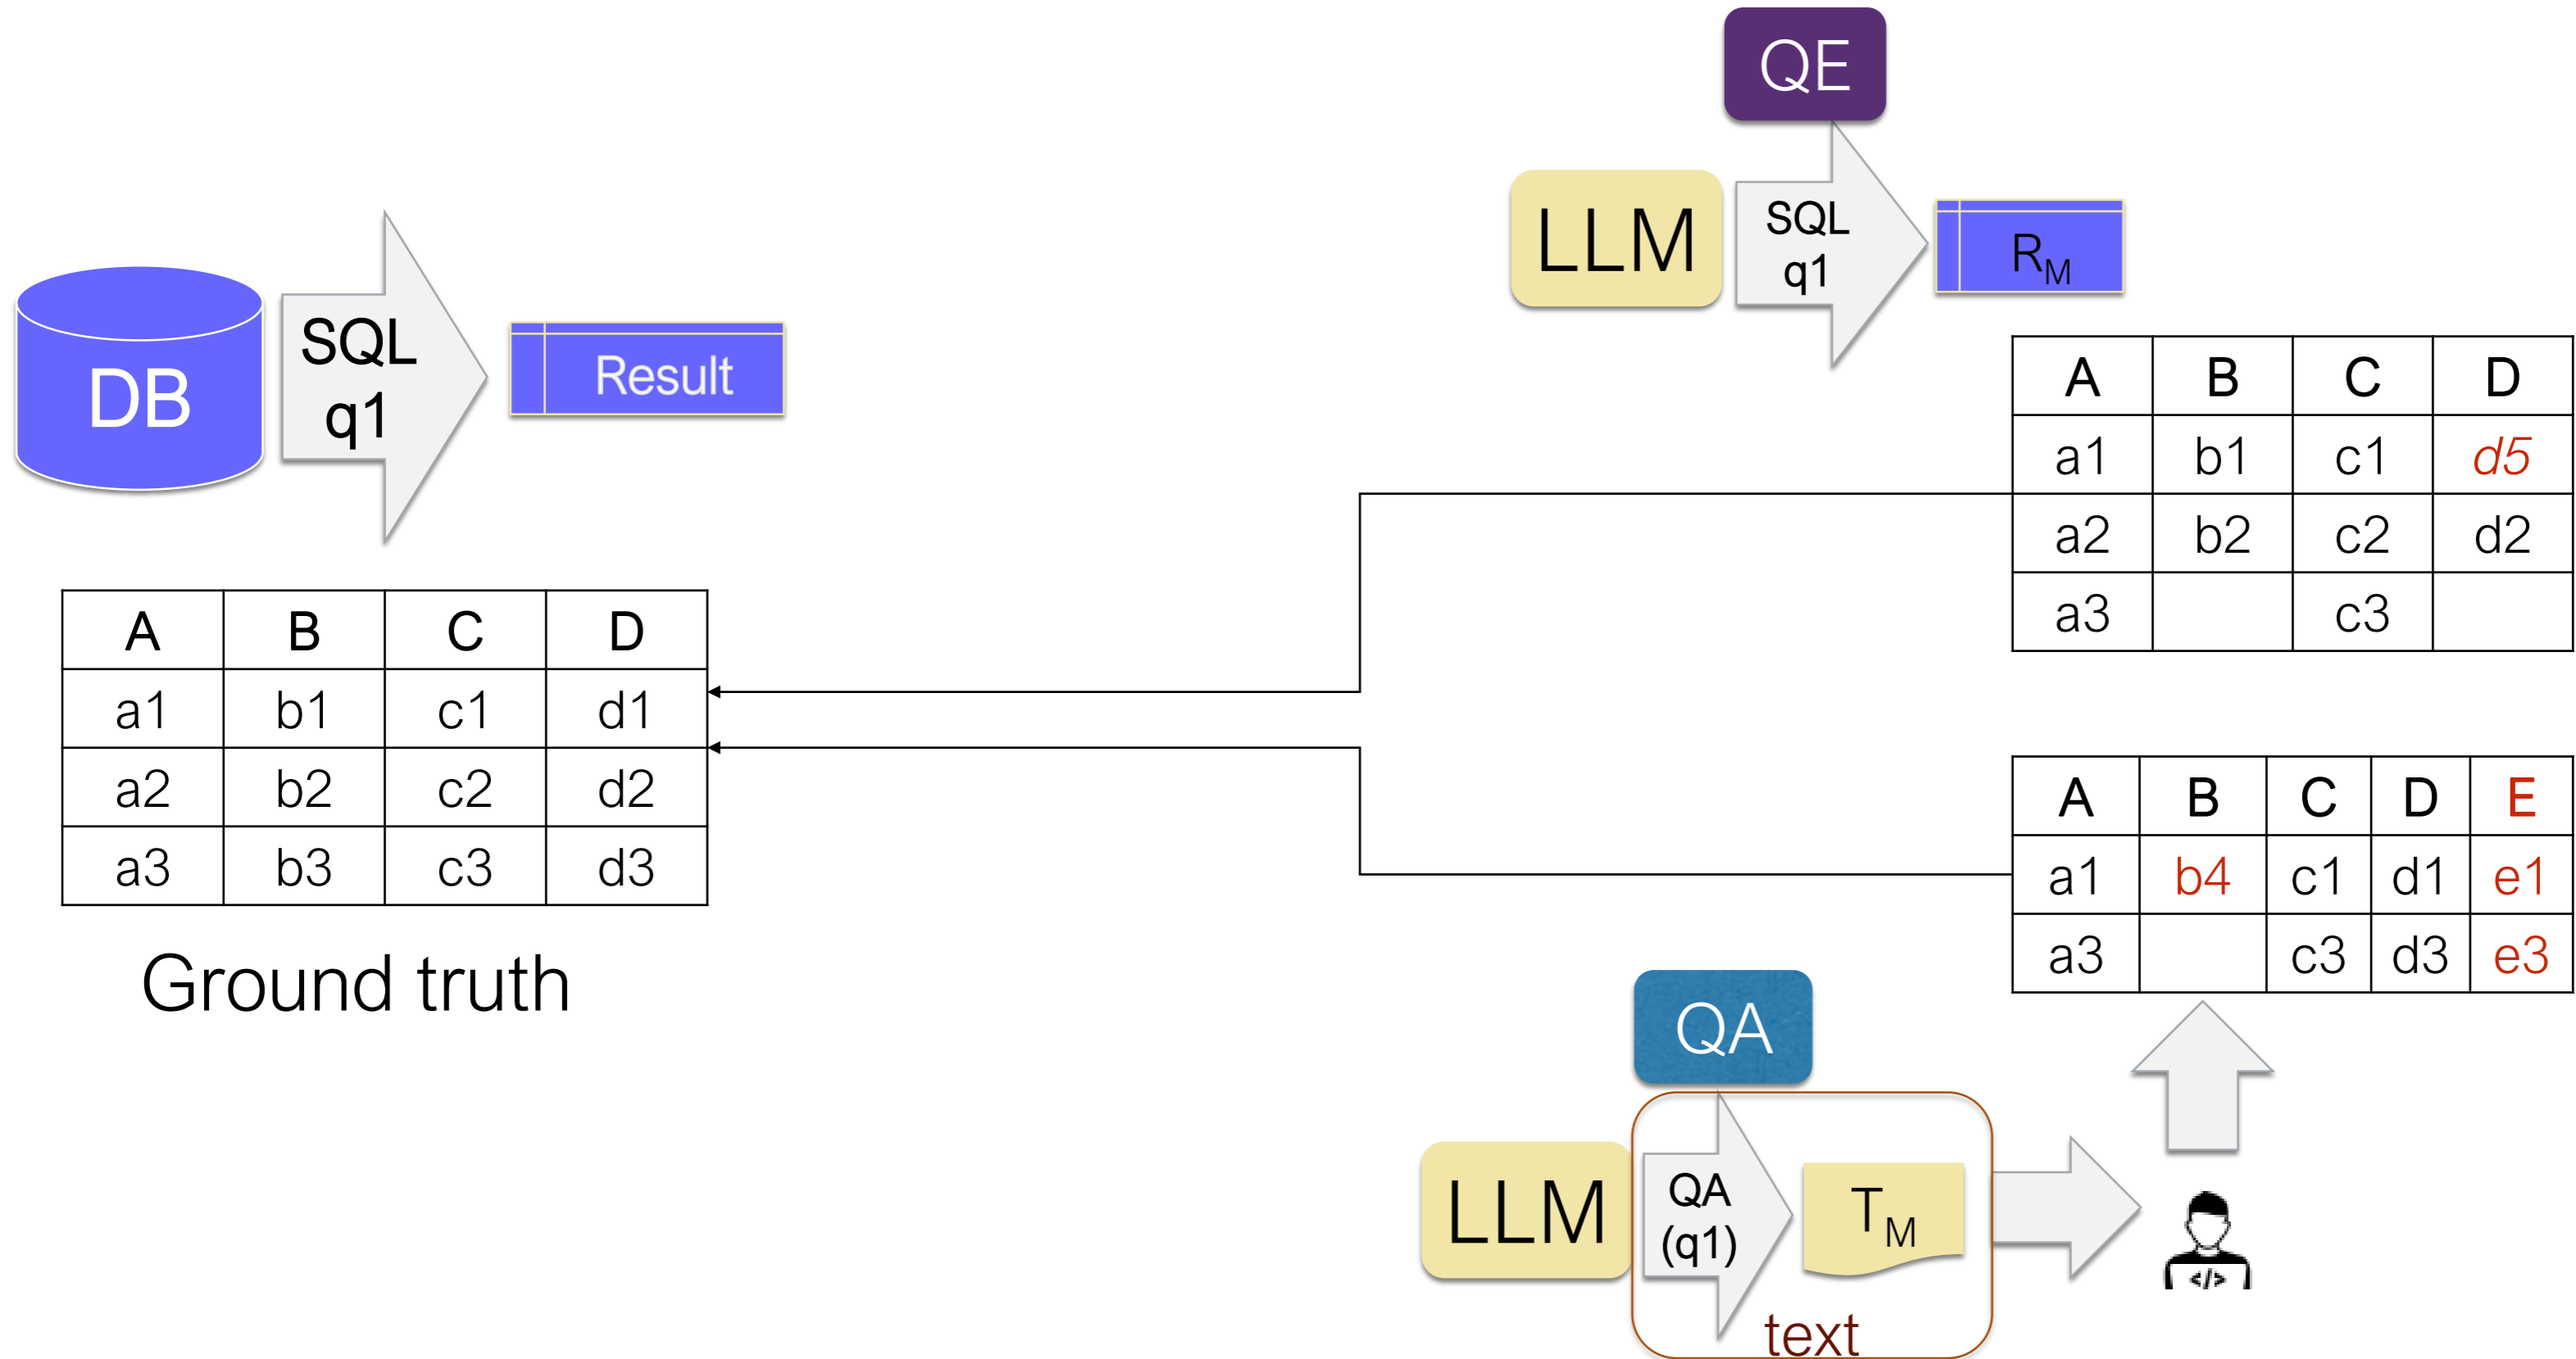 DB
SQL
q1
Result
A B C D
a1 b1 c1 d1
a2 b2 c2 d2
a3 b3 c3 d3
Ground truth
QE
LLM
SQL
q1
RM
A B C D
a1 b1 c1 d5
a2 b2 c2 d2
a3 c3
A B C D E
a1 b4 c1 d1 e1
a3 c3 d3 e3
QA
LLM
QA
(q1)
TM
text
</>